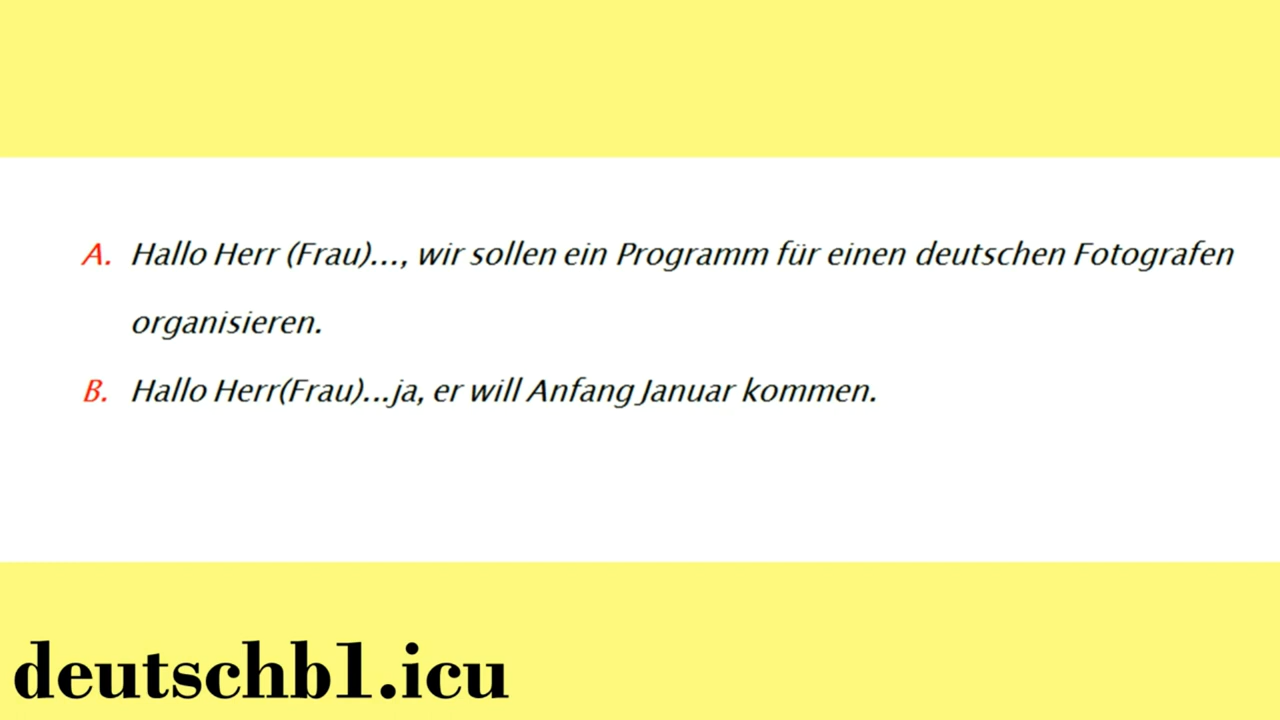 A. Hallo Herr (Frau)..., wir sollen ein Programm für einen deutschen Fotografen
organisieren.
B. Hallo Herr(Frau)...ja, er will Anfang Januar kommen.
deutschb1.icu